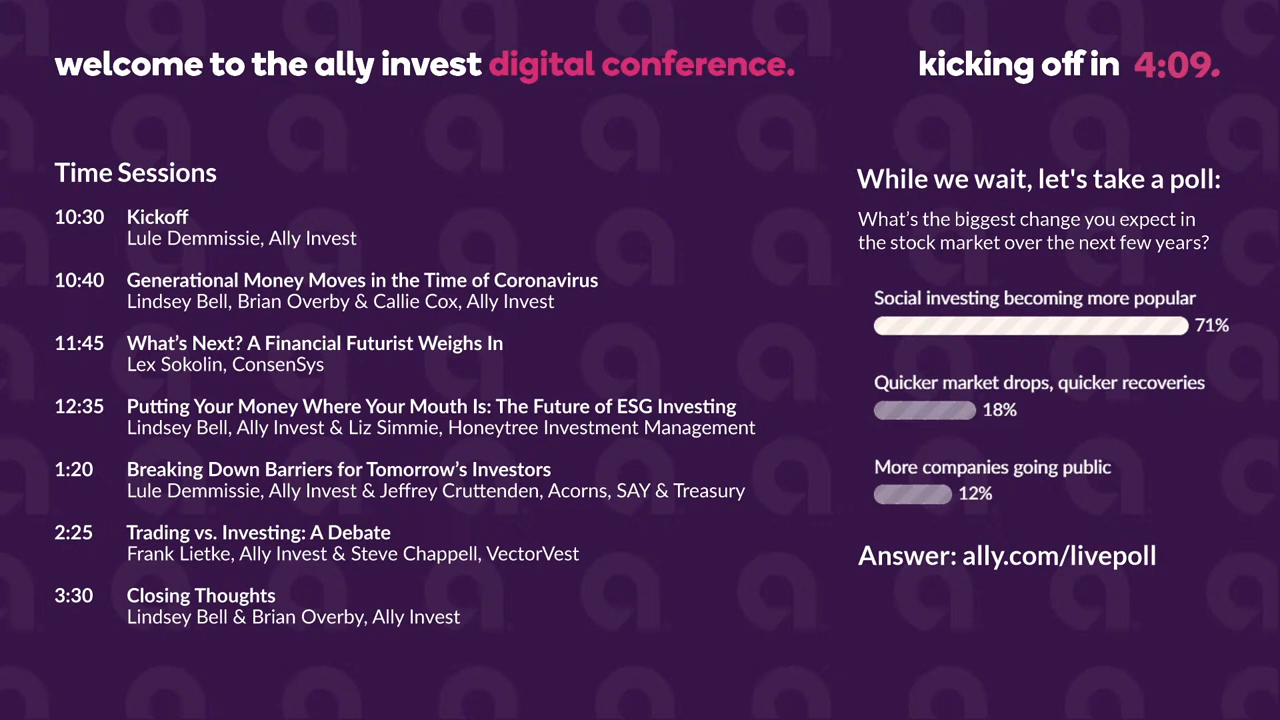 welcome to the ally invest digital conference.
kicking off in 4:09.
Time Sessions
10:30 Kickoff
Lule Demmissie, Ally Invest
10:40 Generational Money Moves in the Time of Coronavirus
Lindsey Bell, Brian Overby & Callie Cox, Ally Invest
11:45 What's Next? A Financial Futurist Weighs In
Lex Sokolin, ConsenSys
12:35 Putting Your Money Where Your Mouth Is: The Future of ESG Investing
Lindsey Bell, Ally Invest & Liz Simmie, Honeytree Investment Management
1:20 Breaking Down Barriers for Tomorrow's Investors
Lule Demmissie, Ally Invest & Jeffrey Cruttenden, Acorns, SAY & Treasury
2:25 Trading vs. Investing: A Debate
Frank Lietke, Ally Invest & Steve Chappell, VectorVest
3:30 Closing Thoughts
Lindsey Bell & Brian Overby, Ally Invest
While we wait, let's take a poll:
What's the biggest change you expect in
the stock market over the next few years?
Social investing becoming more popular
71%
Quicker market drops, quicker recoveries
18%
More companies going public
12%
Answer: ally.com/livepoll